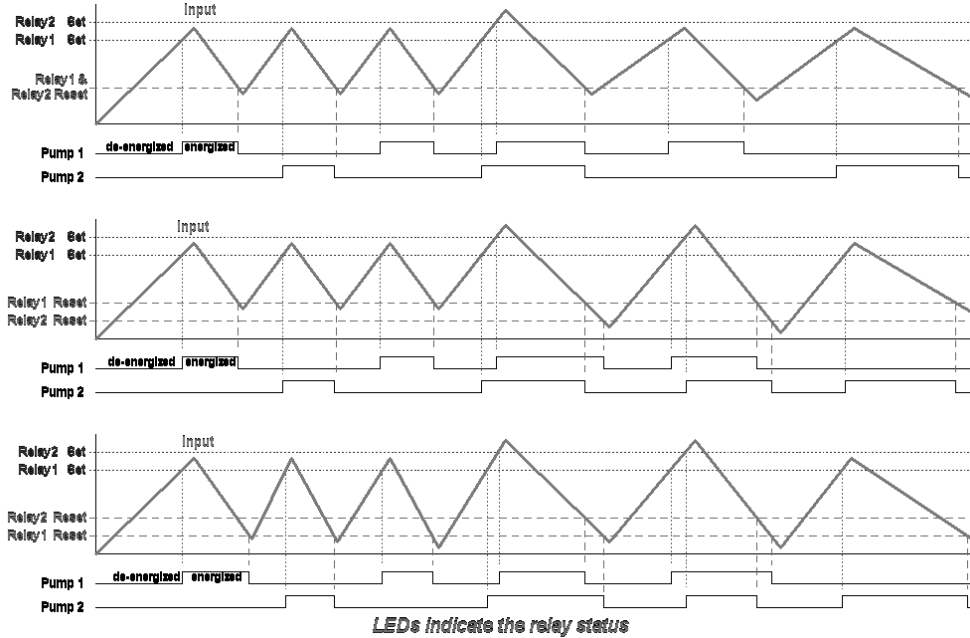 Input
Relay2 Set
Relay1 Set
Relay1 &
Relay2 Reset
de-energized energized
Pump 1
Pump 2
Input
Relay2 Set
Relay1 Set
Relay1 Reset
Relay2 Reset
de-energized energized
Pump 1
Pump 2
Input
Relay2 Set
Relay1 Set
Relay2 Reset
Relay1 Reset
de-energized energized
Pump 1
Pump 2
LEDs indicate the relay status